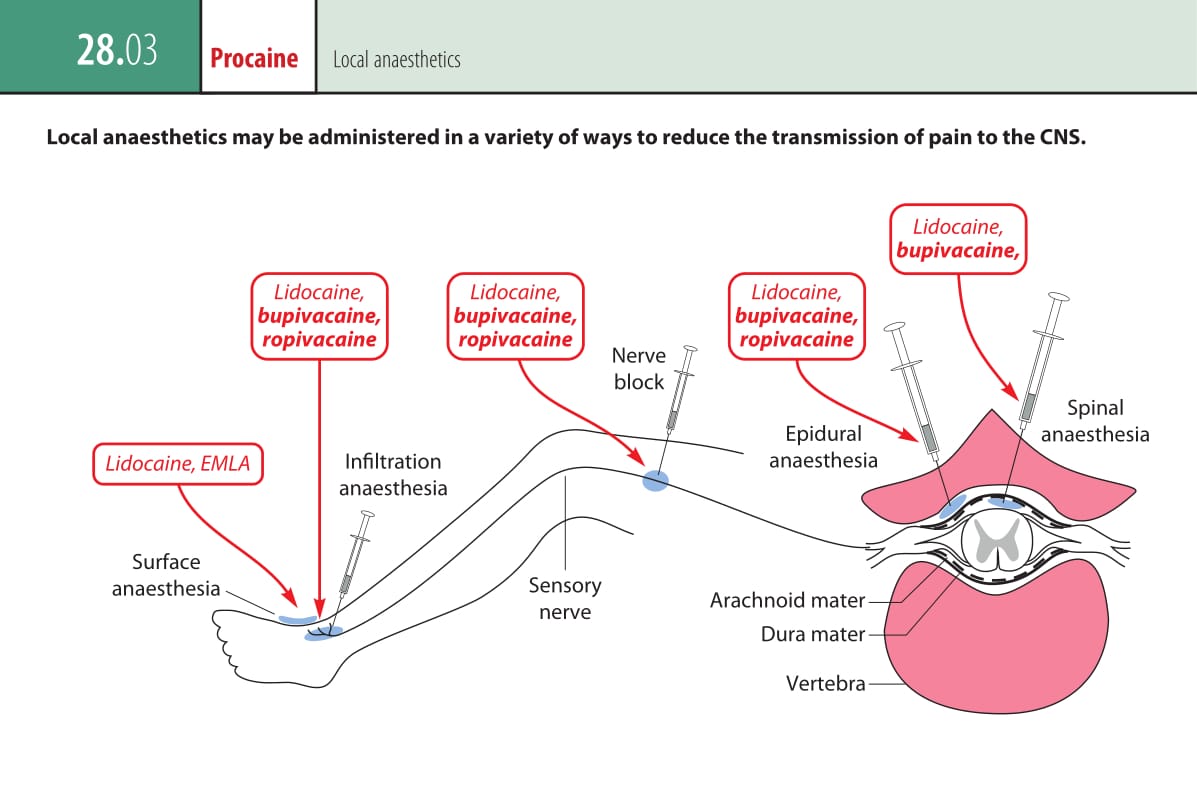 28.03
Procaine
Local anaesthetics
Local anaesthetics may be administered in a variety of ways to reduce the transmission of pain to the CNS.
Lidocaine,
bupivacaine,
Lidocaine,
bupivacaine,
ropivacaine
Lidocaine,
bupivacaine,
ropivacaine
Lidocaine,
bupivacaine,
ropivacaine
Nerve
block
Spinal
anaesthesia
Epidural
anaesthesia
Lidocaine, EMLA
Infiltration
anaesthesia
Surface
anaesthesia
Sensory
nerve
Arachnoid mater
Dura mater
Vertebra